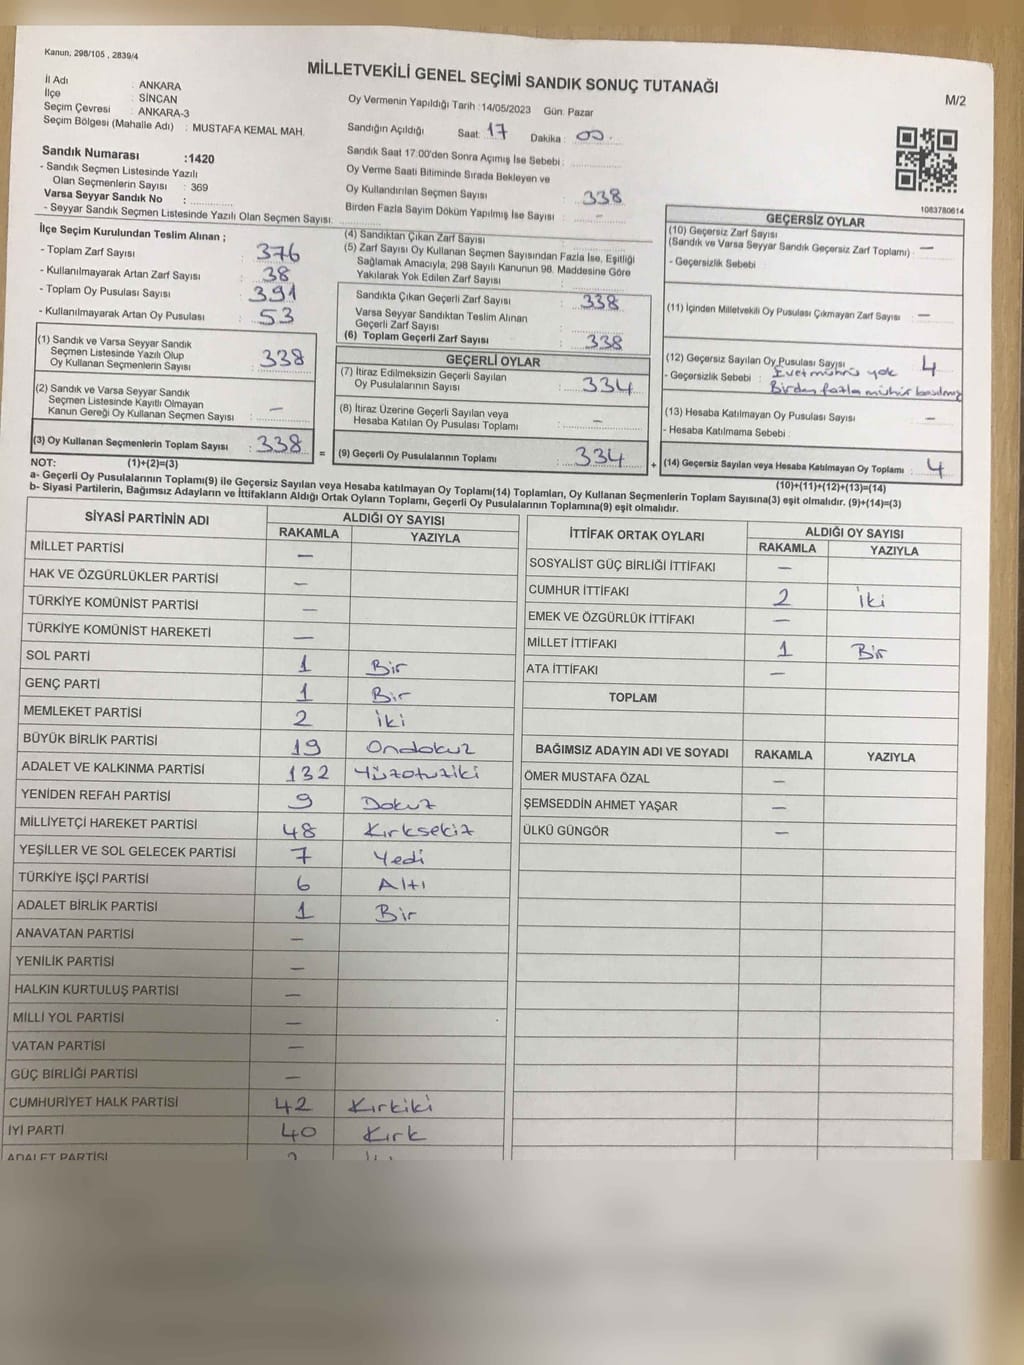 Kanun, 298/105 , 2839/4
MİLLETVEKİLİ GENEL SEÇİMİ SANDIK SONUÇ TUTANAĞI
M/2
İl Adı : ANKARA
İlçe : SİNCAN
Seçim Çevresi : ANKARA-3
Seçim Bölgesi (Mahalle Adı) : MUSTAFA KEMAL MAH.
Oy Vermenin Yapıldığı Tarih :14/05/2023 Gün: Pazar
Sandığın Açıldığı Saat: 17 Dakika : 00
Sandık Saat 17:00'den Sonra Açımış İse Sebebi :
Oy Verme Saati Bitiminde Sırada Bekleyen ve
Oy Kullandırılan Seçmen Sayısı : 338
Birden Fazla Sayım Döküm Yapılmış İse Sayısı : -
Sandık Numarası :1420
- Sandık Seçmen Listesinde Yazılı
Olan Seçmenlerin Sayısı : 369
Varsa Seyyar Sandık No :
- Seyyar Sandık Seçmen Listesinde Yazılı Olan Seçmen Sayısı:
1083780614
İlçe Seçim Kurulundan Teslim Alınan ;
- Toplam Zarf Sayısı : 376
- Kullanılmayarak Artan Zarf Sayısı : 38
- Toplam Oy Pusulası Sayısı : 391
- Kullanılmayarak Artan Oy Pusulası : 53
(1) Sandık ve Varsa Seyyar Sandık
Seçmen Listesinde Yazılı Olup
Oy Kullanan Seçmenlerin Sayısı : 338
(2) Sandık ve Varsa Seyyar Sandık
Seçmen Listesinde Kayıtlı Olmayan
Kanun Gereği Oy Kullanan Seçmen Sayısı : -
(3) Oy Kullanan Seçmenlerin Toplam Sayısı : 338
(1)+(2)=(3)
(4) Sandıktan Çıkan Zarf Sayısı :
(5) Zarf Sayısı Oy Kullanan Seçmen Sayısından Fazla İse, Eşitliği
Sağlamak Amacıyla, 298 Sayılı Kanunun 98. Maddesine Göre
Yakılarak Yok Edilen Zarf Sayısı :
Sandıkta Çıkan Geçerli Zarf Sayısı : 338
Varsa Seyyar Sandıktan Teslim Alınan
Geçerli Zarf Sayısı :
(6) Toplam Geçerli Zarf Sayısı : 338
GEÇERLİ OYLAR
(7) İtiraz Edilmeksizin Geçerli Sayılan
Oy Pusulalarının Sayısı : 334
(8) İtiraz Üzerine Geçerli Sayılan veya
Hesaba Katılan Oy Pusulası Toplamı : -
= (9) Geçerli Oy Pusulalarının Toplamı : 334
GEÇERSİZ OYLAR
(10) Geçersiz Zarf Sayısı
(Sandık ve Varsa Seyyar Sandık Geçersiz Zarf Toplamı) : -
- Geçersizlik Sebebi :
(11) İçinden Milletvekili Oy Pusulası Çıkmayan Zarf Sayısı : -
(12) Geçersiz Sayılan Oy Pusulası Sayısı : 4
- Geçersizlik Sebebi : Evet mührü yok
Birden fazla mühür basılmış
(13) Hesaba Katılmayan Oy Pusulası Sayısı : -
- Hesaba Katılmama Sebebi :
+ (14) Geçersiz Sayılan veya Hesaba Katılmayan Oy Toplamı : 4
(10)+(11)+(12)+(13)=(14)
NOT:
a- Geçerli Oy Pusulalarının Toplamı(9) ile Geçersiz Sayılan veya Hesaba katılmayan Oy Toplamı(14) Toplamları, Oy Kullanan Seçmenlerin Toplam Sayısına(3) eşit olmalıdır. (9)+(14)=(3)
b- Siyasi Partilerin, Bağımsız Adayların ve İttifakların Aldığı Ortak Oyların Toplamı, Geçerli Oy Pusulalarının Toplamına(9) eşit olmalıdır.
SİYASİ PARTİNİN ADI ALDIĞI OY SAYISI
RAKAMLA YAZIYLA
MİLLET PARTİSİ -
HAK VE ÖZGÜRLÜKLER PARTİSİ -
TÜRKİYE KOMÜNİST PARTİSİ -
TÜRKİYE KOMÜNİST HAREKETİ -
SOL PARTİ 1 Bir
GENÇ PARTİ 1 Bir
MEMLEKET PARTİSİ 2 İki
BÜYÜK BİRLİK PARTİSİ 19 Ondokuz
ADALET VE KALKINMA PARTİSİ 132 Yüzotuziki
YENİDEN REFAH PARTİSİ 9 Dokuz
MİLLİYETÇİ HAREKET PARTİSİ 48 Kırksekiz
YEŞİLLER VE SOL GELECEK PARTİSİ 7 Yedi
TÜRKİYE İŞÇİ PARTİSİ 6 Altı
ADALET BİRLİK PARTİSİ 1 Bir
ANAVATAN PARTİSİ -
YENİLİK PARTİSİ -
HALKIN KURTULUŞ PARTİSİ -
MİLLİ YOL PARTİSİ -
VATAN PARTİSİ -
GÜÇ BİRLİĞİ PARTİSİ -
CUMHURİYET HALK PARTİSİ 42 Kırkiki
İYİ PARTİ 40 Kırk
ADALET PARTİSİ
İTTİFAK ORTAK OYLARI ALDIĞI OY SAYISI
RAKAMLA YAZIYLA
SOSYALİST GÜÇ BİRLİĞİ İTTİFAKI -
CUMHUR İTTİFAKI 2 İki
EMEK VE ÖZGÜRLÜK İTTİFAKI -
MİLLET İTTİFAKI 1 Bir
ATA İTTİFAKI -
TOPLAM
BAĞIMSIZ ADAYIN ADI VE SOYADI RAKAMLA YAZIYLA
ÖMER MUSTAFA ÖZAL -
ŞEMSEDDİN AHMET YAŞAR -
ÜLKÜ GÜNGÖR -